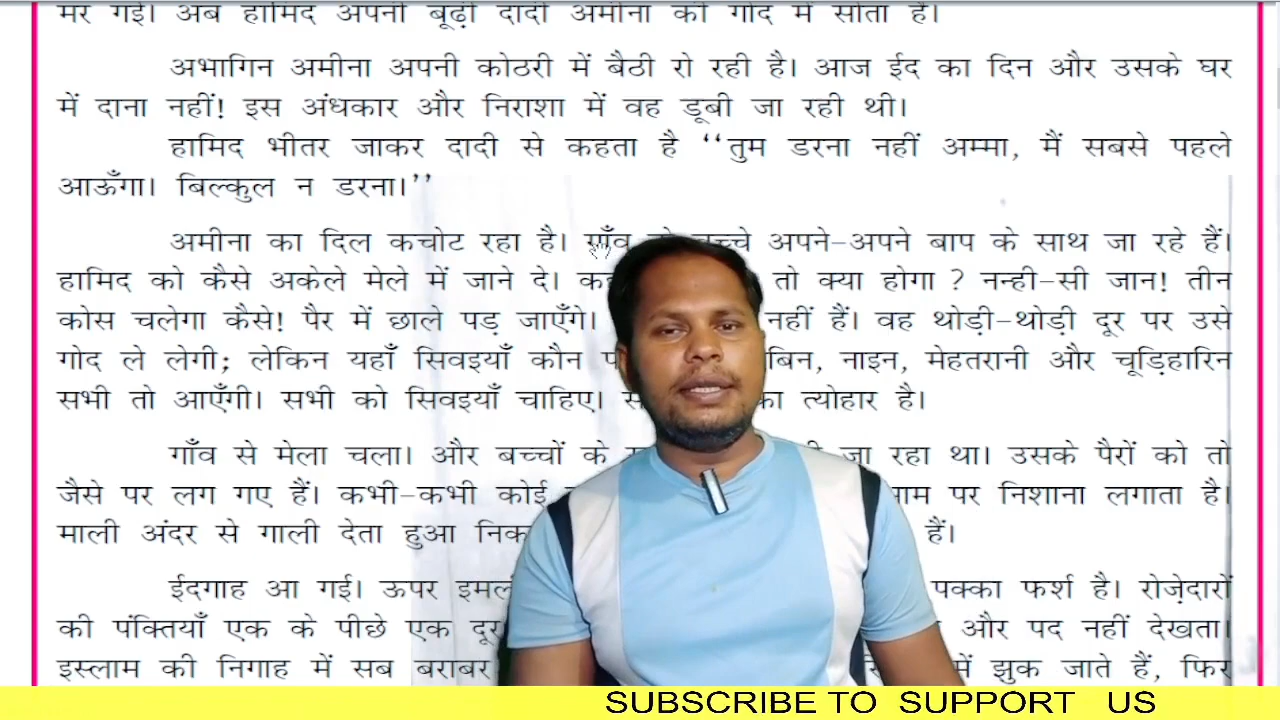 मर गई। अब हामिद अपनी बूढ़ी दादी अमीना की गोद में सोता है।
अभागिन अमीना अपनी कोठरी में बैठी रो रही है। आज ईद का दिन और उसके घर
में दाना नहीं! इस अंधकार और निराशा में वह डूबी जा रही थी।
हामिद भीतर जाकर दादी से कहता है ‘‘तुम डरना नहीं अम्मा, मैं सबसे पहले
आऊँगा। बिल्कुल न डरना।’’
अमीना का दिल कचोट रहा है। गाँव बच्चे अपने-अपने बाप के साथ जा रहे हैं।
हामिद को कैसे अकेले मेले में जाने दे। तो क्या होगा ? नन्ही-सी जान! तीन
कोस चलेगा कैसे! पैर में छाले पड़ जाएँगे। नहीं हैं। वह थोड़ी-थोड़ी दूर पर उसे
गोद ले लेगी; लेकिन यहाँ सिवइयाँ कौन नाइन, मेहतरानी और चूड़िहारिन
सभी तो आएँगी। सभी को सिवइयाँ चाहिए। का त्योहार है।
गाँव से मेला चला। और बच्चों के जा रहा था। उसके पैरों को तो
जैसे पर लग गए हैं। कभी-कभी कोई पर निशाना लगाता है।
माली अंदर से गाली देता हुआ हैं।
ईदगाह आ गई। ऊपर पक्का फर्श है। रोज़ेदारों
की पंक्तियाँ एक के पीछे एक और पद नहीं देखता।
इस्लाम की निगाह में सब बराबर में झुक जाते हैं, फिर
SUBSCRIBE TO SUPPORT US